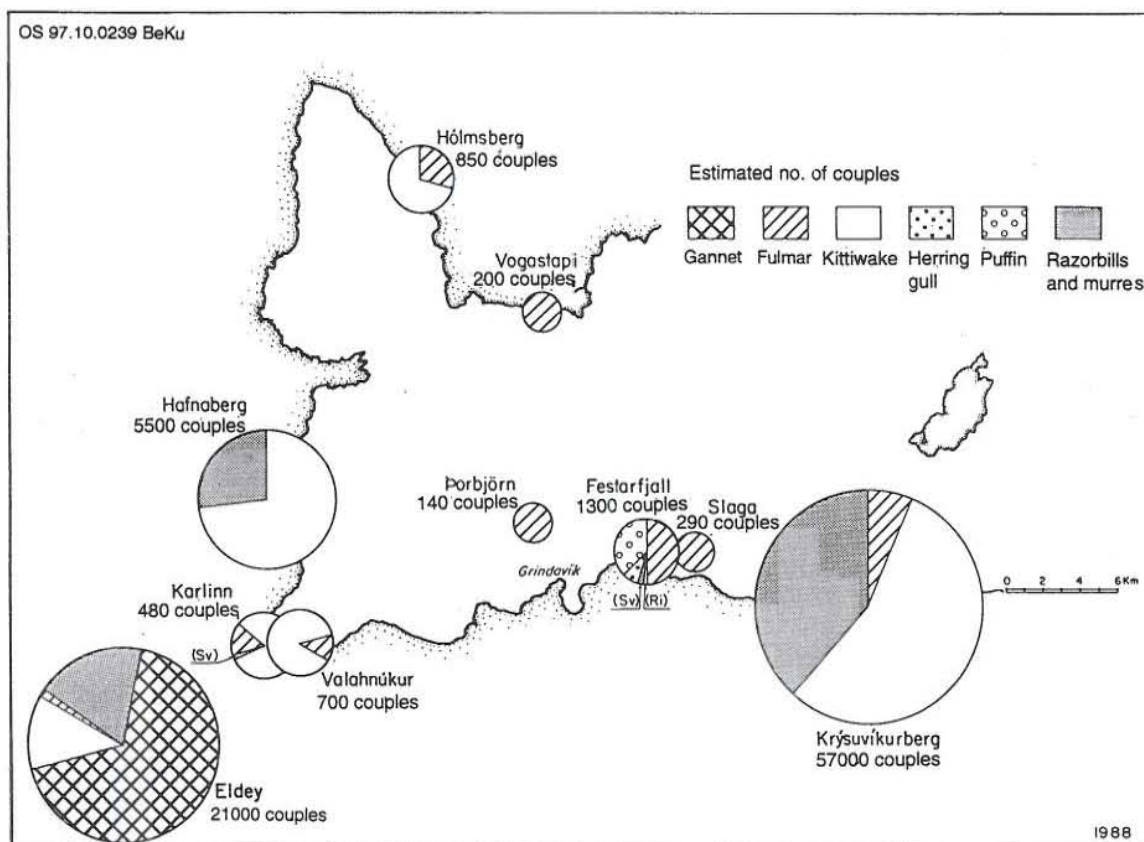 OS 97.10.0239 BeKu
Hólmsberg
850 couples
Estimated no. of couples
Gannet Fulmar Kittiwake Herring gull Puffin Razorbills and murres
Vogastapi
200 couples
Hafnaberg
5500 couples
Þorbjörn
140 couples
Festarfjall
1300 couples
Slaga
290 couples
Grindavík
(Sv) (Ri)
0 2 4 6 Km
Karlinn
480 couples
(Sv)
Valahnúkur
700 couples
Krýsuvíkurberg
57000 couples
Eldey
21000 couples
1988